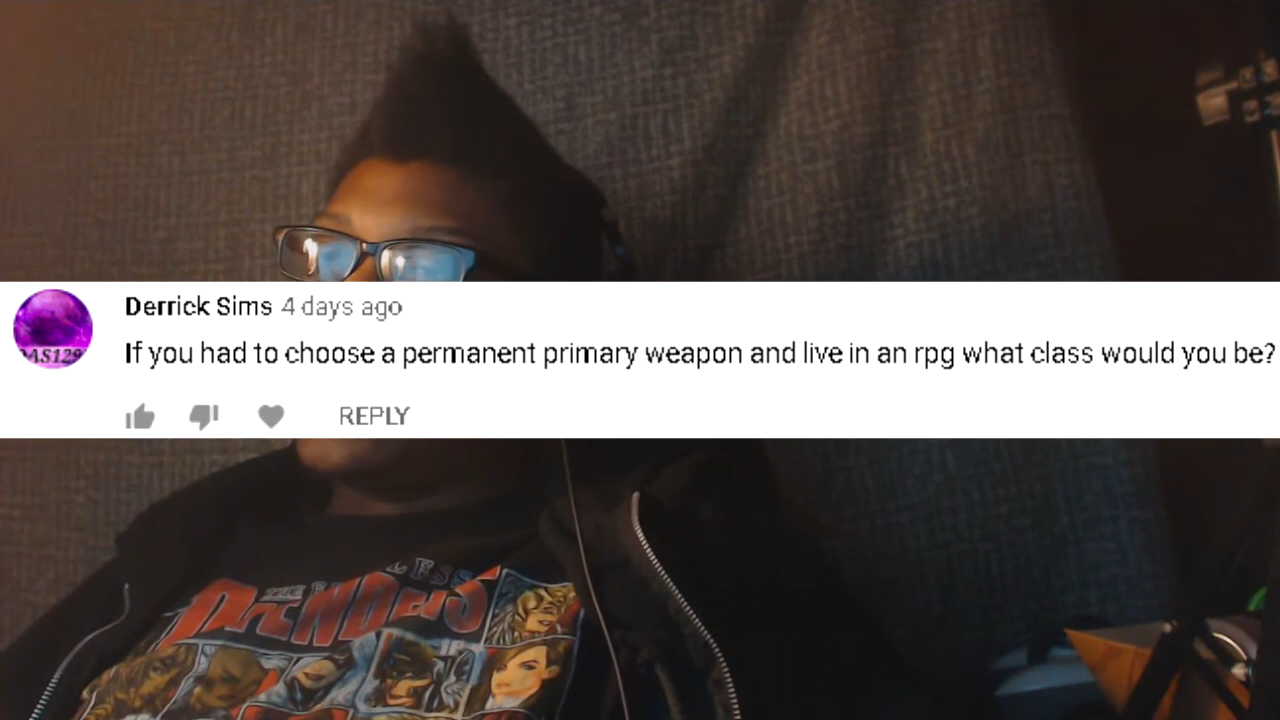 Derrick Sims 4 days ago
If you had to choose a permanent primary weapon and live in an rpg what class would you be?
REPLY